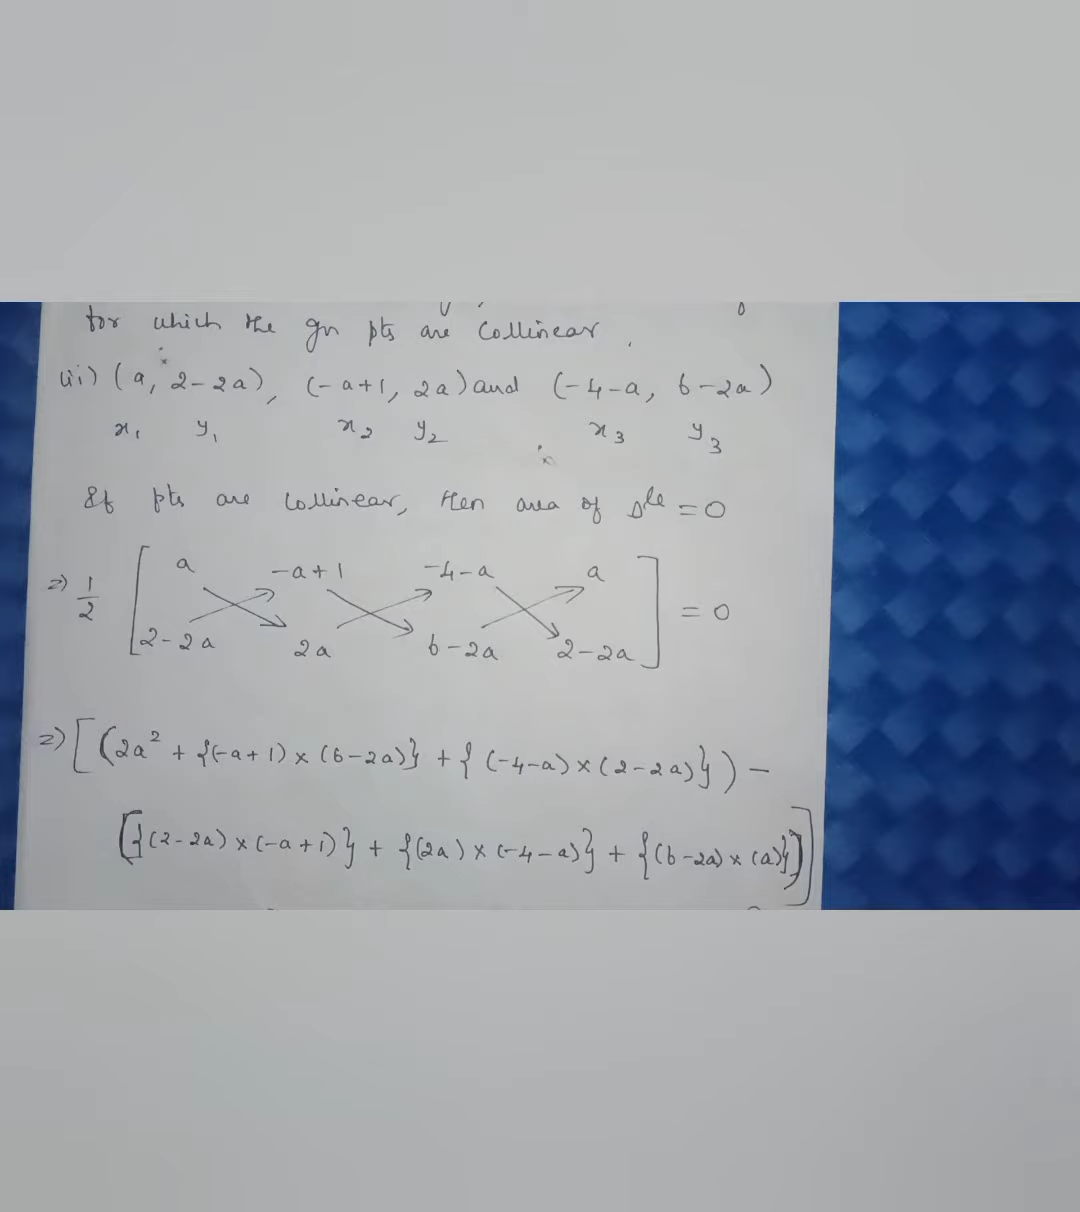 for which the gn pts are collinear.
iii) (a, 2-2a), (-a+1, 2a) and (-4-a, 6-2a)
x₁ y₁ x₂ y₂ x₃ y₃
If pts are collinear, then area of Δle = 0
⇒ 1/2 [ a -a+1 -4-a a
2-2a 2a 6-2a 2-2a ] = 0
⇒ [(2a² + {(-a+1) × (6-2a)} + {(-4-a) × (2-2a)}) -
[{(2-2a) × (-a+1)} + {(2a) × (-4-a)} + {(6-2a) × (a)}]]